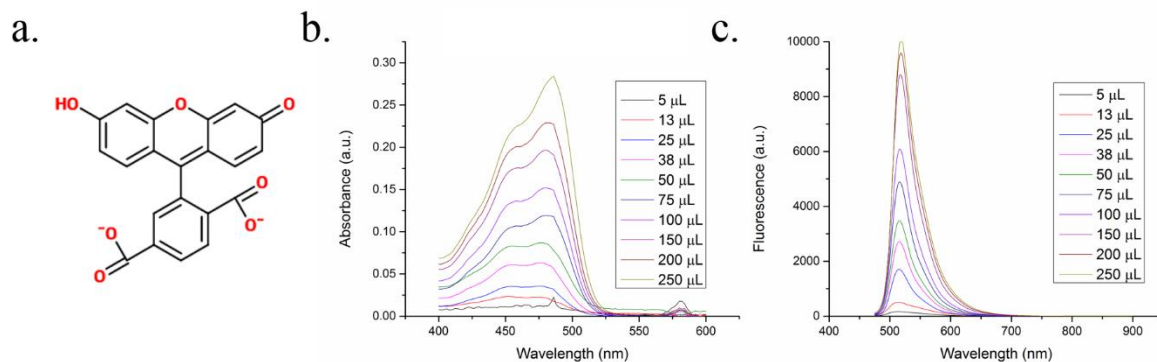 a.
HO
O
O
O
O⁻
⁻O
O
b.
Absorbance (a.u.)
0.30
0.25
0.20
0.15
0.10
0.05
0.00
400
450
500
550
600
Wavelength (nm)
5 μL
13 μL
25 μL
38 μL
50 μL
75 μL
100 μL
150 μL
200 μL
250 μL
c.
Fluorescence (a.u.)
10000
8000
6000
4000
2000
0
400
500
600
700
800
900
Wavelength (nm)
5 μL
13 μL
25 μL
38 μL
50 μL
75 μL
100 μL
150 μL
200 μL
250 μL